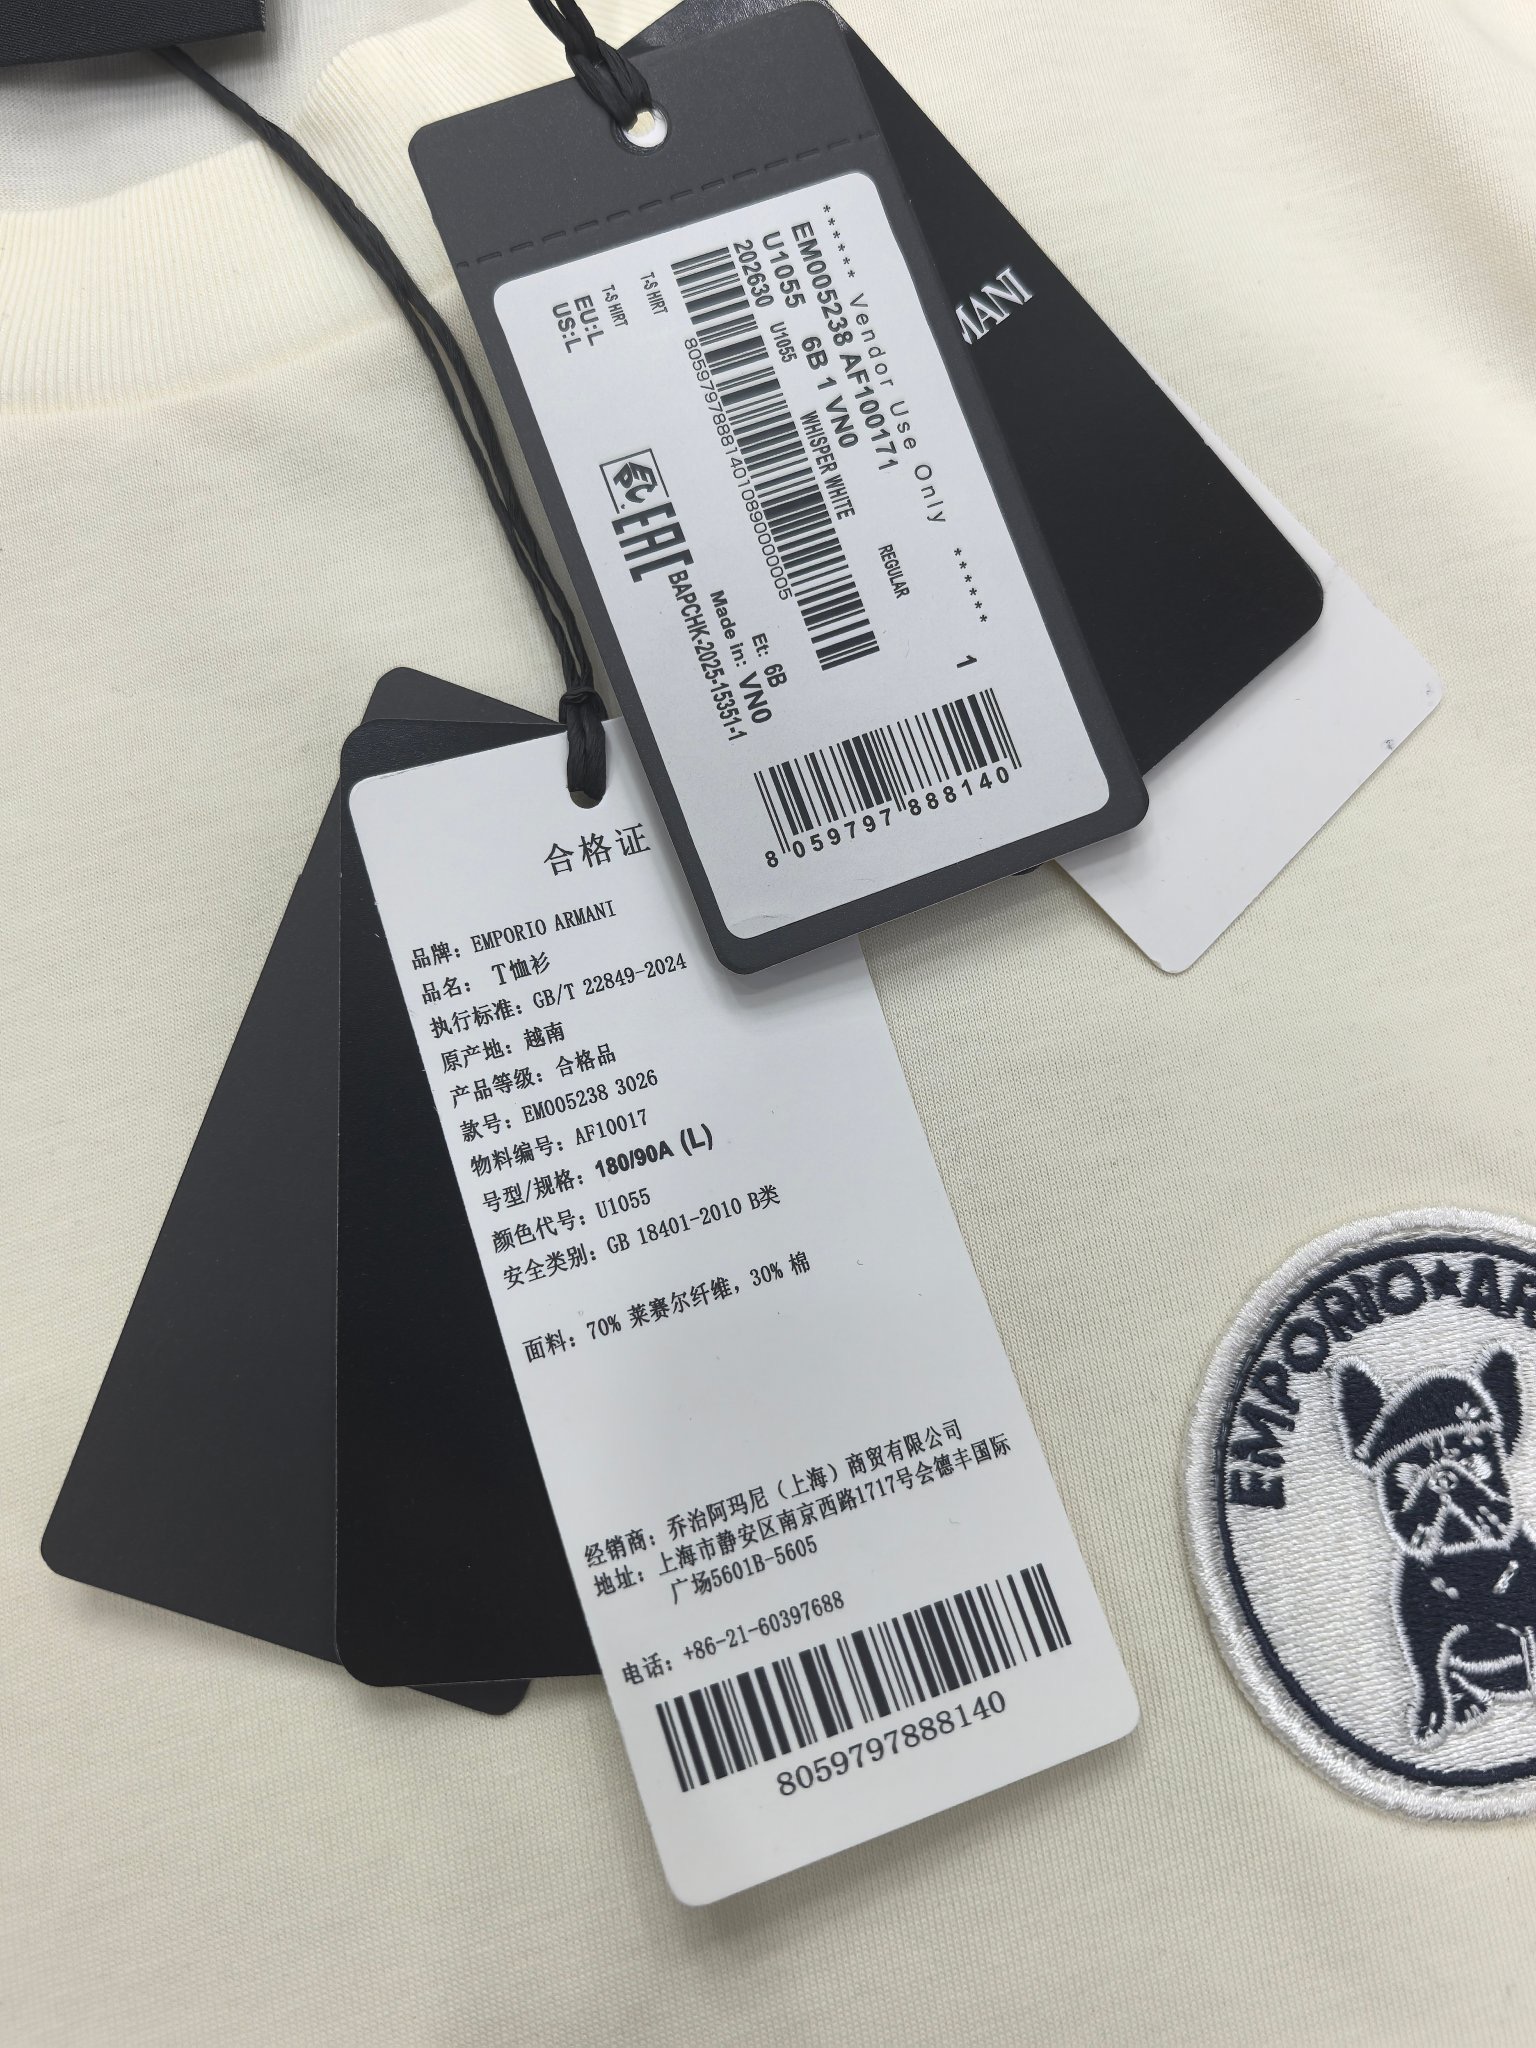 MANI
****** Vendor Use Only ******
EM005238 AF100171 1
U1055 6B 1 VN0
202630 U1055 WHISPER WHITE REGULAR
805979788814010890000005
T-SHIRT
T-SHIRT
EU:L
US:L
Et: 6B
Made in: VN0
EAC BAPCHK-2025-15351-1
8 059797 888140
合格证
品牌: EMPORIO ARMANI
品名: T恤衫
执行标准: GB/T 22849-2024
原产地: 越南
产品等级: 合格品
款号: EM005238 3026
物料编号: AF10017
号型/规格: 180/90A (L)
颜色代号: U1055
安全类别: GB 18401-2010 B类
面料: 70% 莱赛尔纤维, 30% 棉
经销商: 乔治阿玛尼（上海）商贸有限公司
地址: 上海市静安区南京西路1717号会德丰国际
广场5601B-5605
电话: +86-21-60397688
8059797888140
EMPORIO★AR